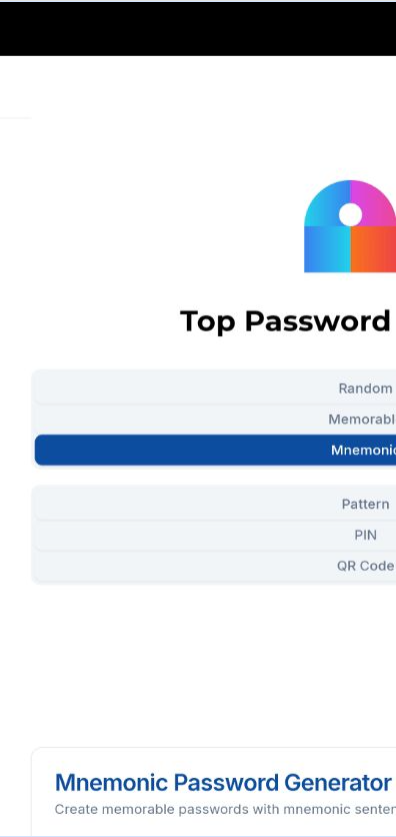 Top Password
Random
Memorabl
Mnemonic
Pattern
PIN
QR Code
Mnemonic Password Generator
Create memorable passwords with mnemonic senten